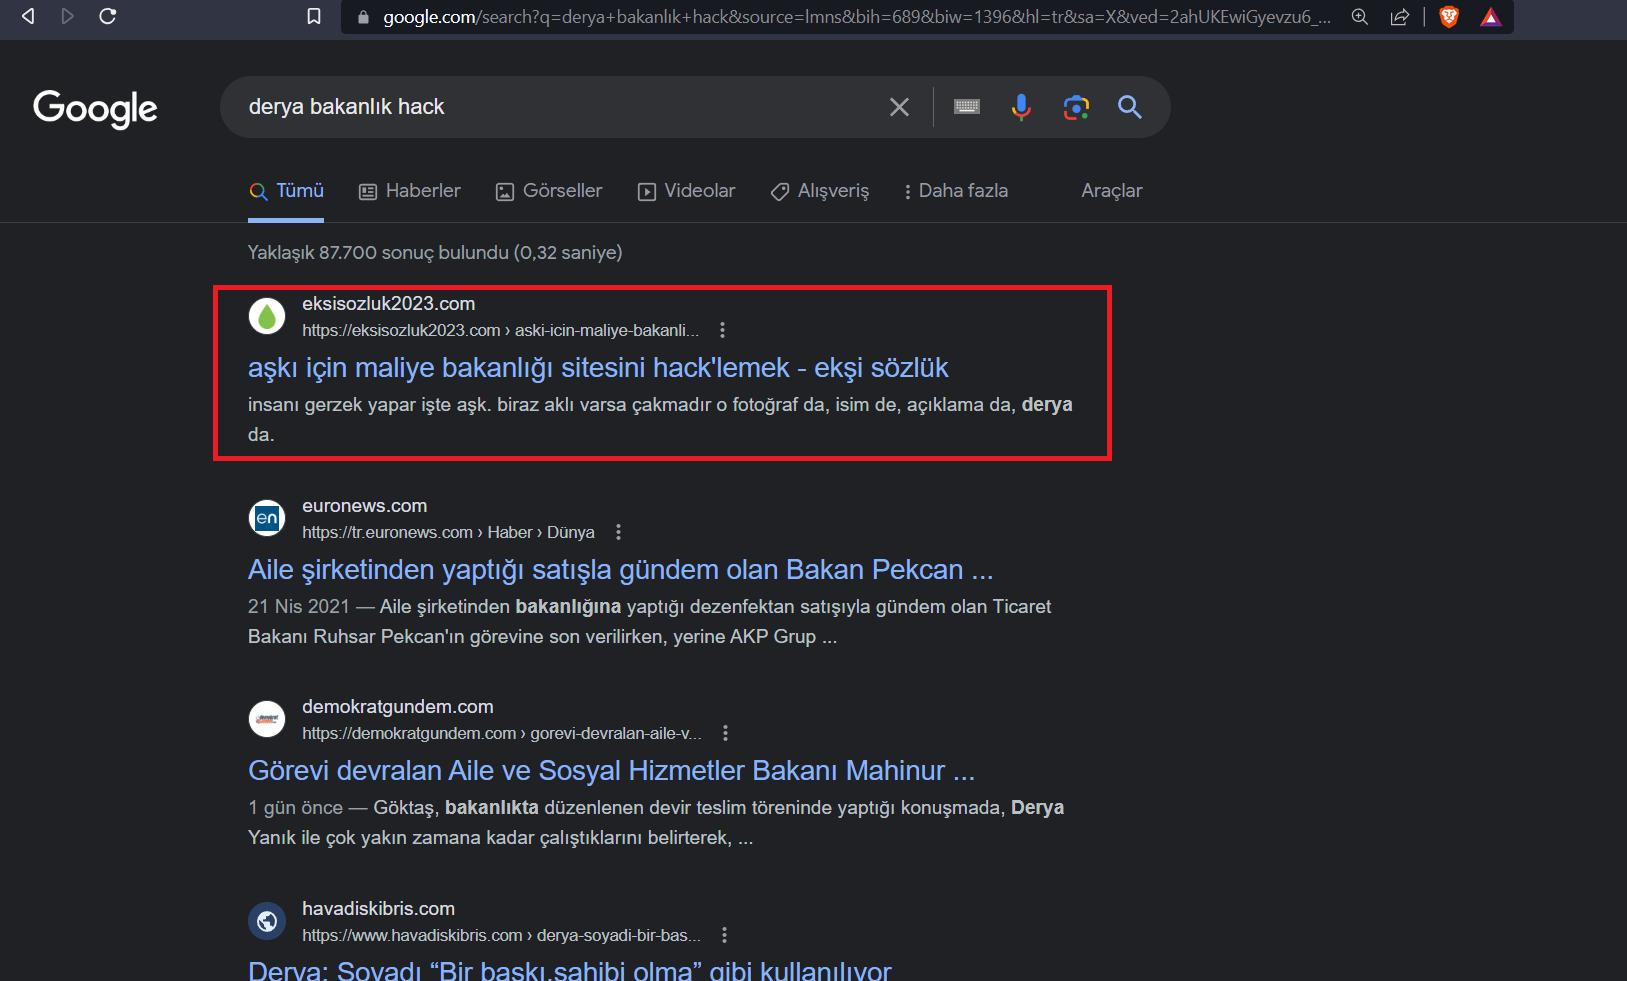 google.com/search?q=derya+bakanlık+hack&source=lmns&bih=689&biw=1396&hl=tr&sa=X&ved=2ahUKEwiGyevzu6_...
Google
derya bakanlık hack
Tümü Haberler Görseller Videolar Alışveriş Daha fazla Araçlar
Yaklaşık 87.700 sonuç bulundu (0,32 saniye)
eksisozluk2023.com
https://eksisozluk2023.com › aski-icin-maliye-bakanli...
aşkı için maliye bakanlığı sitesini hack'lemek - ekşi sözlük
insanı gerzek yapar işte aşk. biraz aklı varsa çakmadır o fotoğraf da, isim de, açıklama da, derya
da.
en
euronews.com
https://tr.euronews.com › Haber › Dünya
Aile şirketinden yaptığı satışla gündem olan Bakan Pekcan ...
21 Nis 2021 — Aile şirketinden bakanlığına yaptığı dezenfektan satışıyla gündem olan Ticaret
Bakanı Ruhsar Pekcan'ın görevine son verilirken, yerine AKP Grup ...
demokratgundem.com
https://demokratgundem.com › gorevi-devralan-aile-v...
Görevi devralan Aile ve Sosyal Hizmetler Bakanı Mahinur ...
1 gün önce — Göktaş, bakanlıkta düzenlenen devir teslim töreninde yaptığı konuşmada, Derya
Yanık ile çok yakın zamana kadar çalıştıklarını belirterek, ...
havadiskibris.com
https://www.havadiskibris.com › derya-soyadi-bir-bas...
Derya: Soyadı “Bir baskı,sahibi olma” gibi kullanılıyor